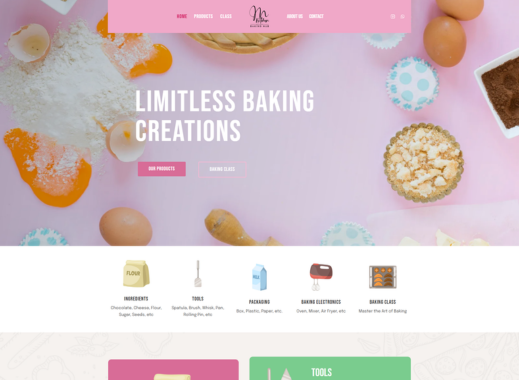 HOME PRODUCTS CLASS ABOUT US CONTACT
LIMITLESS BAKING
CREATIONS
OUR PRODUCTS BAKING CLASS
FLOUR
INGREDIENTS
Chocolate, Cheese, Flour,
Sugar, Seeds, etc
TOOLS
Spatula, Brush, Whisk, Pan,
Rolling Pin, etc
PACKAGING
Box, Plastic, Paper, etc.
BAKING ELECTRONICS
Oven, Mixer, Air Fryer, etc
BAKING CLASS
Master the Art of Baking
TOOLS